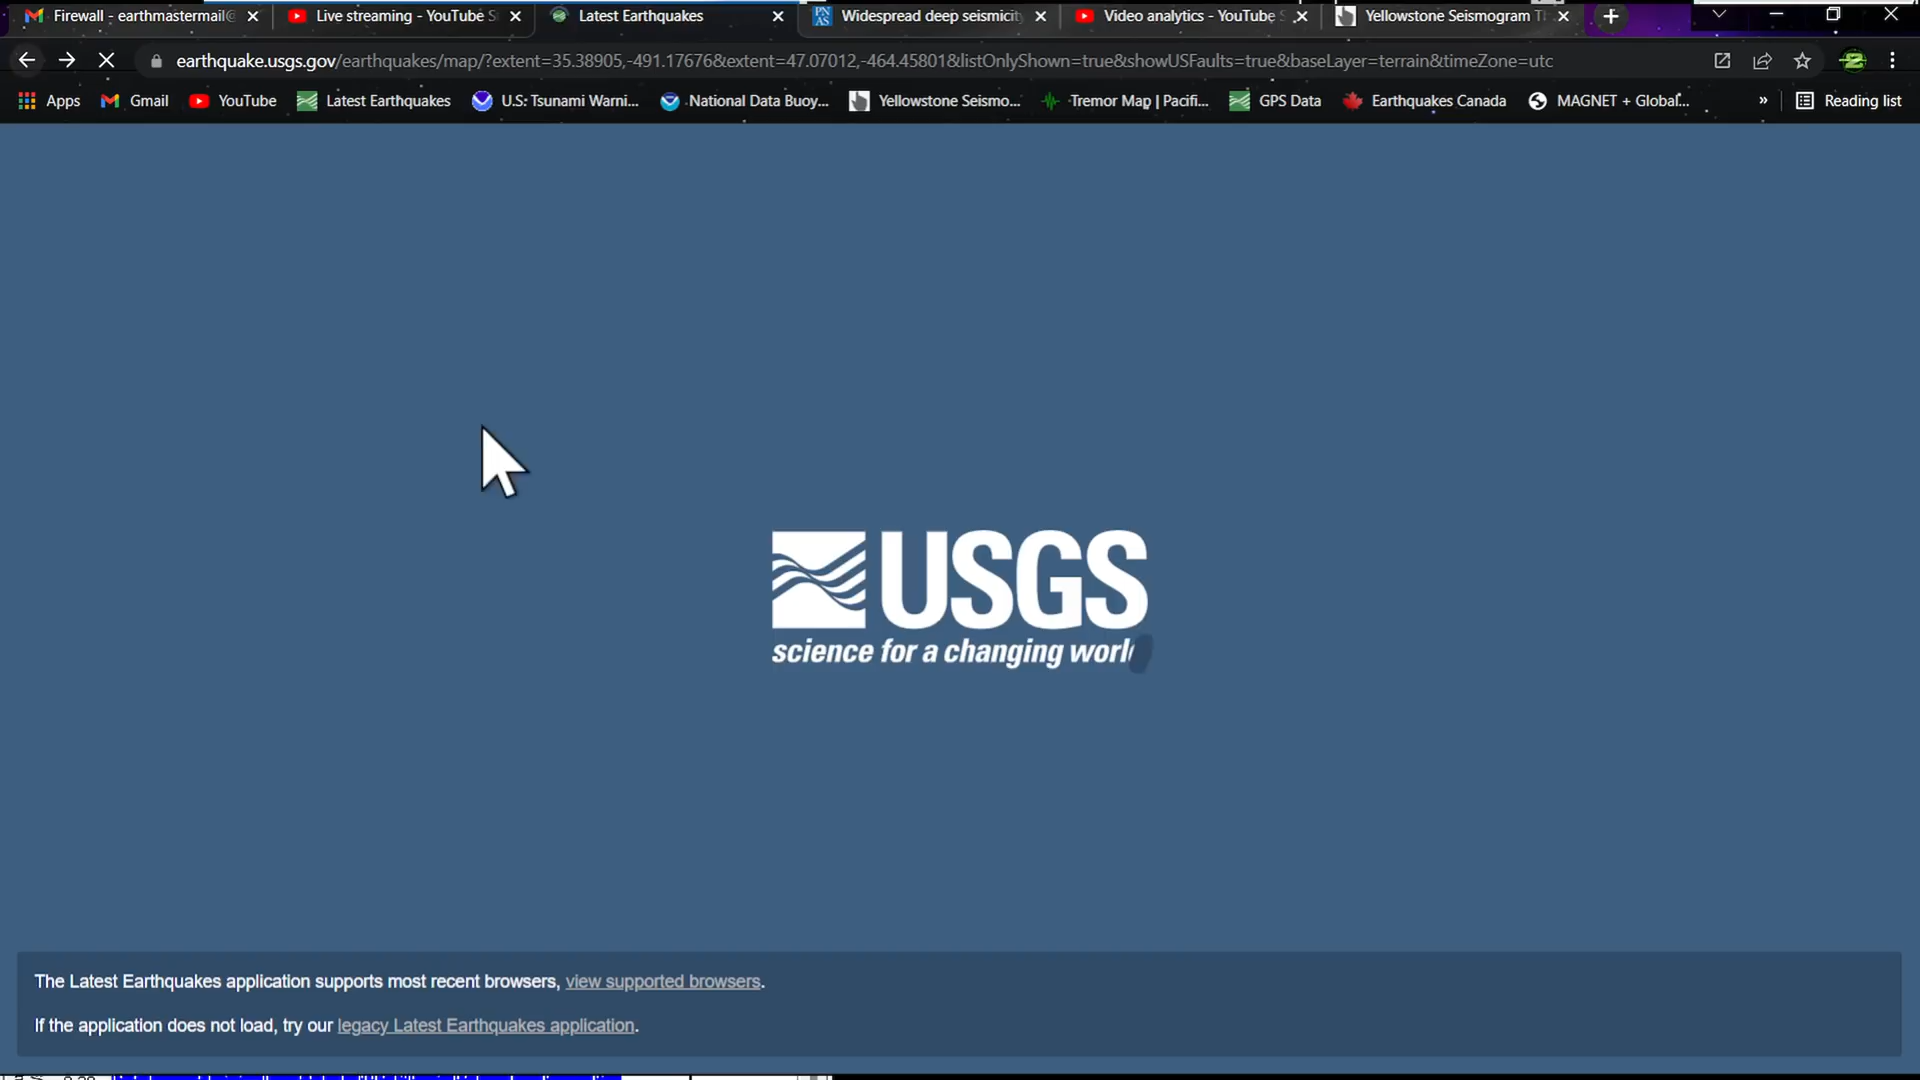 Firewall - earthmastermail@
Live streaming - YouTube S
Latest Earthquakes
Widespread deep seismicity
Video analytics - YouTube S
Yellowstone Seismogram
earthquake.usgs.gov/earthquakes/map/?extent=35.38905,-491.17676&extent=47.07012,-464.45801&listOnlyShown=true&showUSFaults=true&baseLayer=terrain&timeZone=utc
Apps
Gmail
YouTube
Latest Earthquakes
U.S. Tsunami Warni...
National Data Buoy...
Yellowstone Seismo...
Tremor Map | Pacifi...
GPS Data
Earthquakes Canada
MAGNET + Global...
»
Reading list
USGS
science for a changing worl
The Latest Earthquakes application supports most recent browsers, view supported browsers.
If the application does not load, try our legacy Latest Earthquakes application.